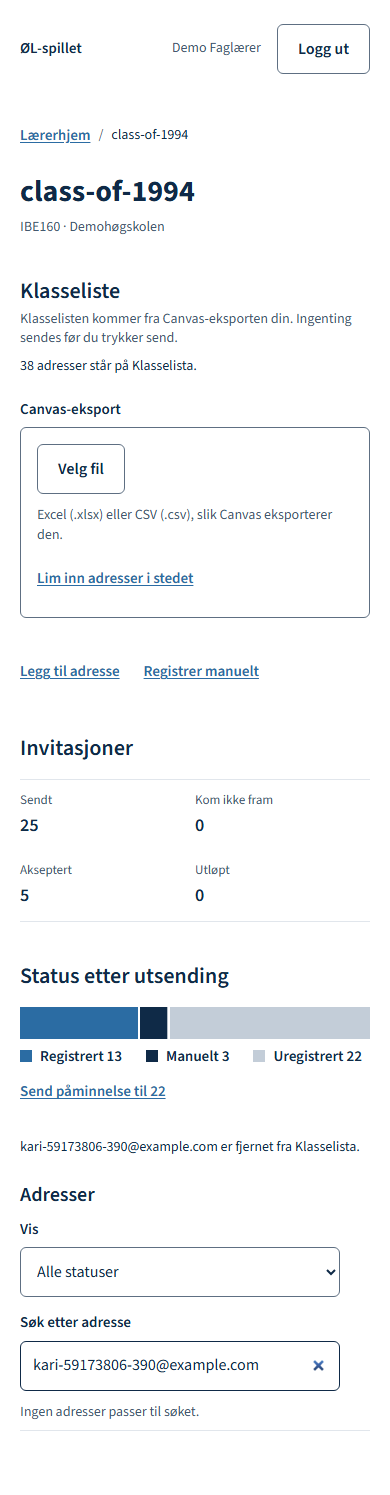 ØL-spillet
Demo Faglærer
Logg ut
Lærerhjem / class-of-1994
class-of-1994
IBE160 · Demohøgskolen
Klasseliste
Klasselisten kommer fra Canvas-eksporten din. Ingenting
sendes før du trykker send.
38 adresser står på Klasselista.
Canvas-eksport
Velg fil
Excel (.xlsx) eller CSV (.csv), slik Canvas eksporterer
den.
Lim inn adresser i stedet
Legg til adresse
Registrer manuelt
Invitasjoner
Sendt
25
Kom ikke fram
0
Akseptert
5
Utløpt
0
Status etter utsending
Registrert 13
Manuelt 3
Uregistrert 22
Send påminnelse til 22
kari-59173806-390@example.com er fjernet fra Klasselista.
Adresser
Vis
Alle statuser
Søk etter adresse
kari-59173806-390@example.com
Ingen adresser passer til søket.